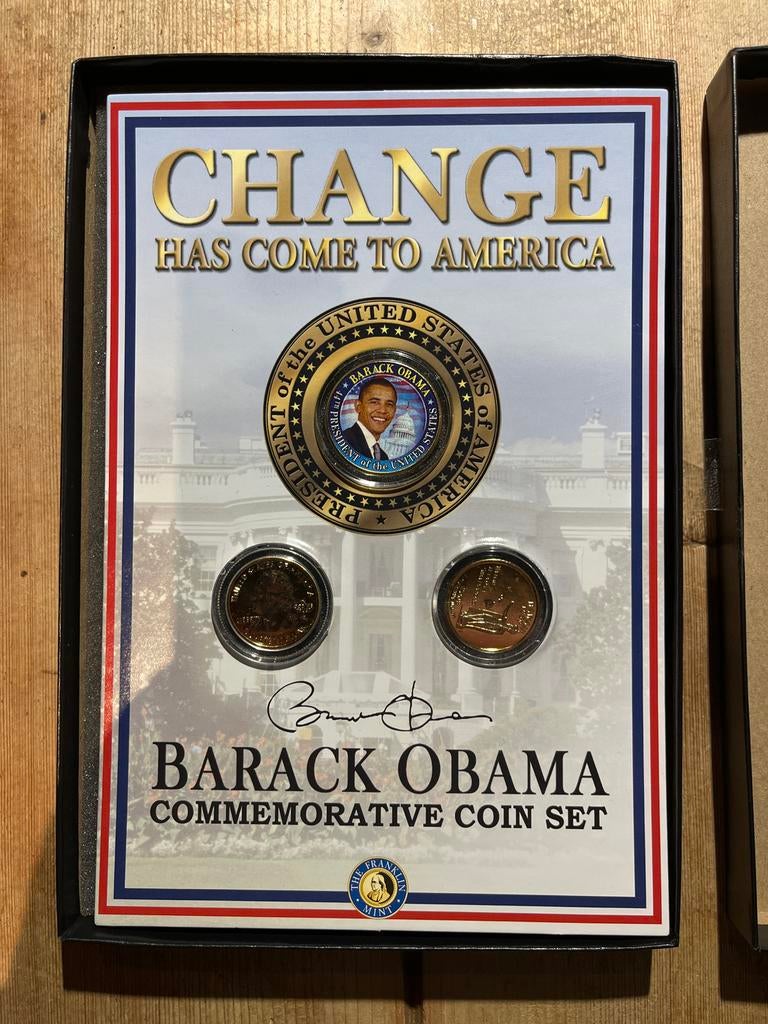 CHANGE
HAS COME TO AMERICA
PRESIDENT of the UNITED STATES of AMERICA
BARACK OBAMA
44TH PRESIDENT of the UNITED STATES
BARACK OBAMA
COMMEMORATIVE COIN SET
THE FRANKLIN
MINT